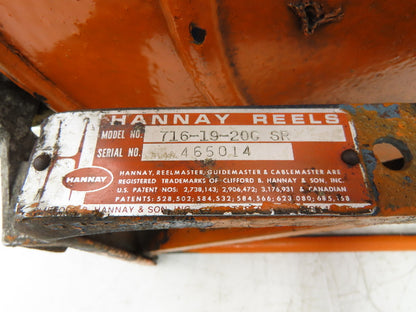 HANNAY REELS
MODEL NO. 716-19-20G SR
SERIAL NO. 465014
HANNAY
HANNAY, REELMASTER, GUIDEMASTER & CABLEMASTER ARE
REGISTERED TRADEMARKS OF CLIFFORD B. HANNAY & SON, INC.
U.S. PATENT NOS: 2,738,143; 2,906,472; 3,176,931 & CANADIAN
PATENTS: 528,502; 584,532; 584,566; 623,080; 685,158
B. HANNAY & SON, INC.